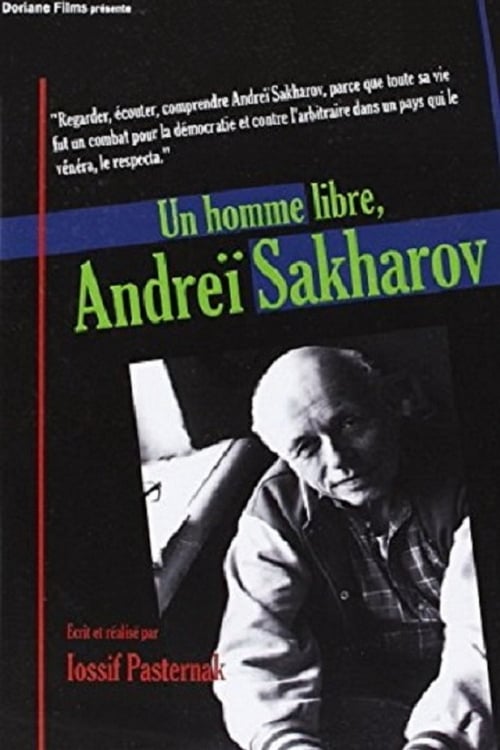 Doriane Films présente
"Regarder, écouter, comprendre Andreï Sakharov, parce que toute sa vie
fut un combat pour la démocratie et contre l'arbitraire dans un pays qui le
vénéra, le respecta."
Un homme libre,
Andreï Sakharov
Ecrit et réalisé par
Iossif Pasternak